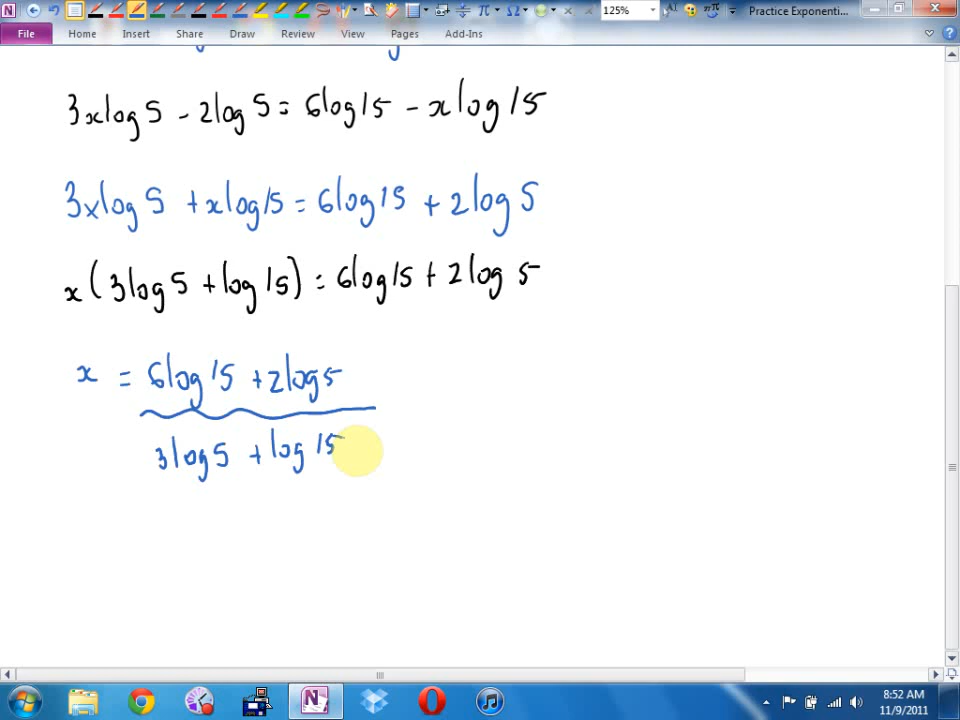 125% Practice Exponenti...
File Home Insert Share Draw Review View Pages Add-Ins
3xlog5 - 2log5 = 6log15 - xlog15
3xlog5 + xlog15 = 6log15 + 2log5
x(3log5 + log15) = 6log15 + 2log5
x = 6log15 + 2log5
3log5 + log15
8:52 AM
11/9/2011